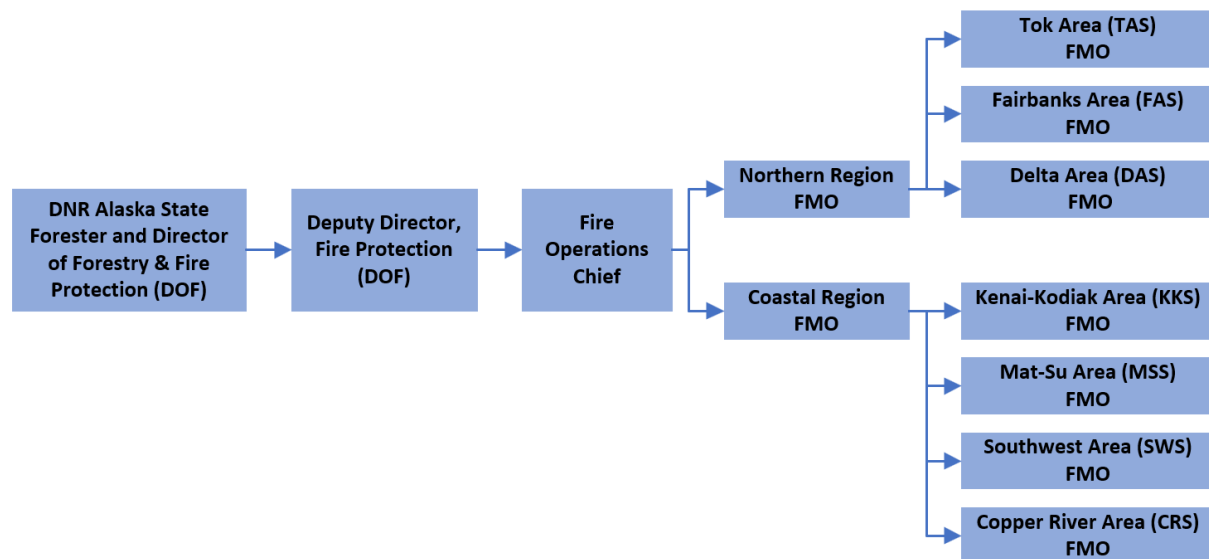 DNR Alaska State
Forester and Director
of Forestry & Fire
Protection (DOF)
Deputy Director,
Fire Protection
(DOF)
Fire
Operations
Chief
Northern Region
FMO
Coastal Region
FMO
Tok Area (TAS)
FMO
Fairbanks Area (FAS)
FMO
Delta Area (DAS)
FMO
Kenai-Kodiak Area (KKS)
FMO
Mat-Su Area (MSS)
FMO
Southwest Area (SWS)
FMO
Copper River Area (CRS)
FMO